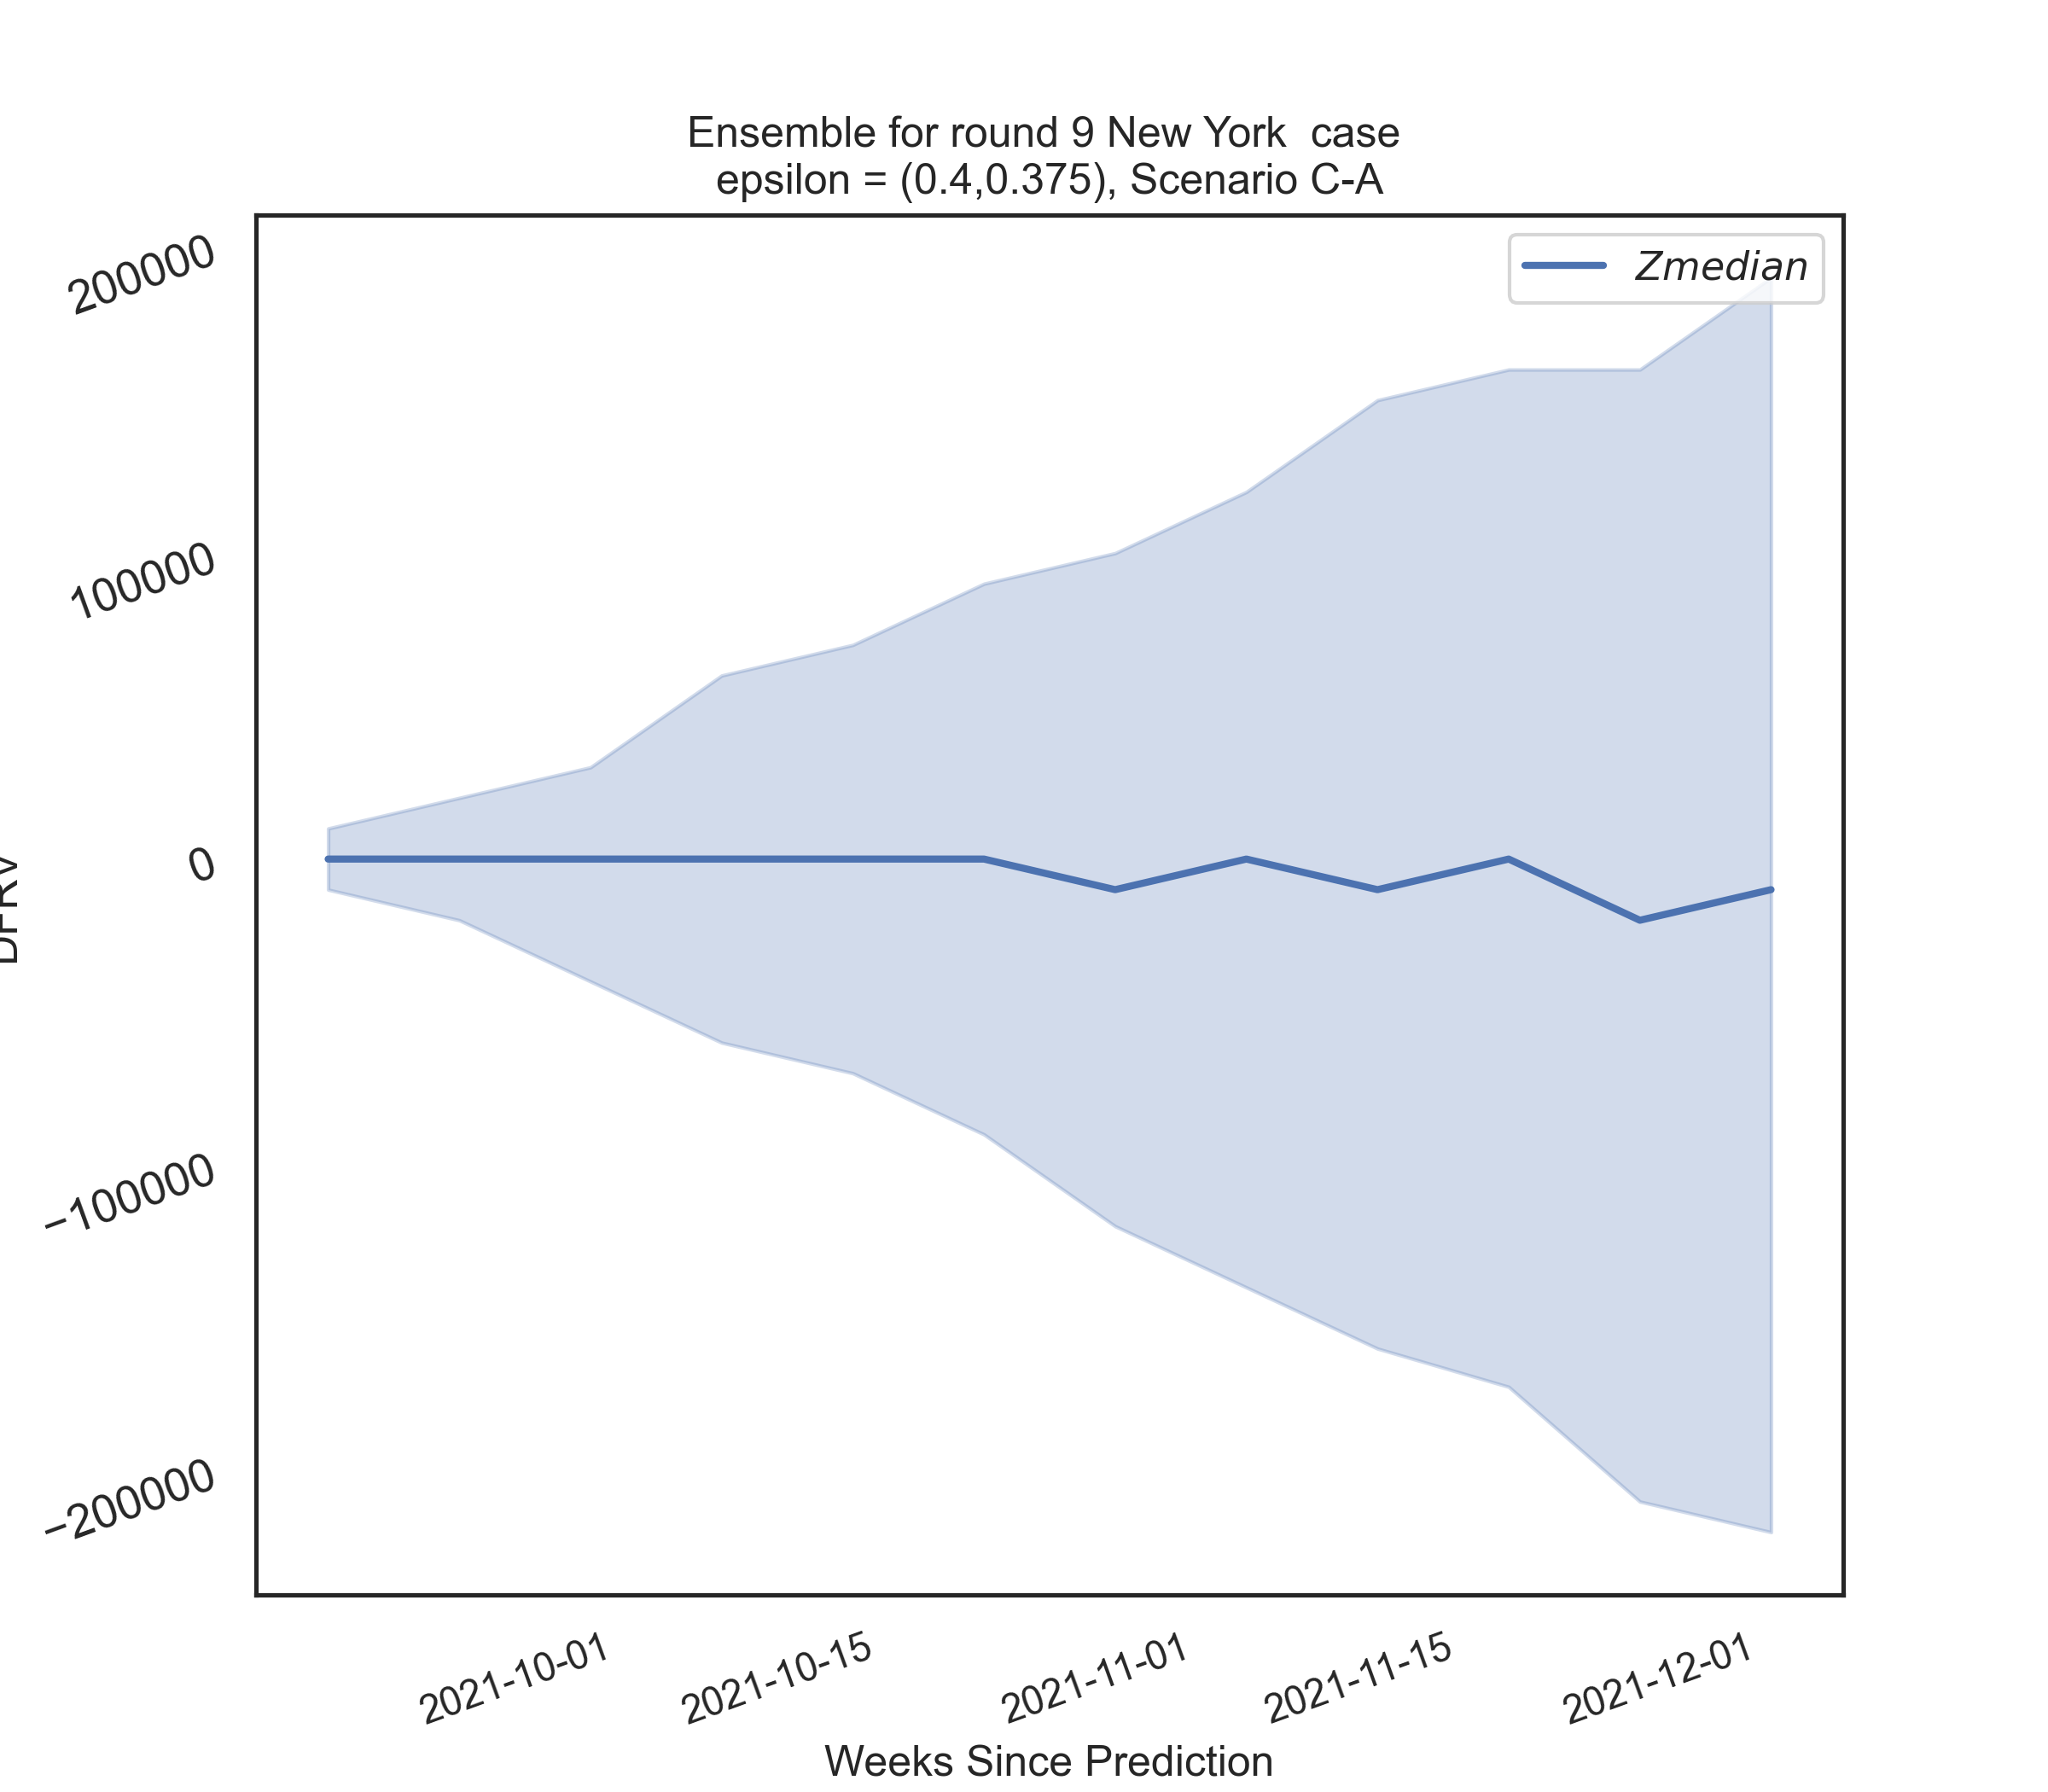 Ensemble for round 9 New York  case
epsilon = (0.4,0.375), Scenario C-A
Zmedian
200000
100000
0
−100000
−200000
2021-10-01
2021-10-15
2021-11-01
2021-11-15
2021-12-01
Weeks Since Prediction